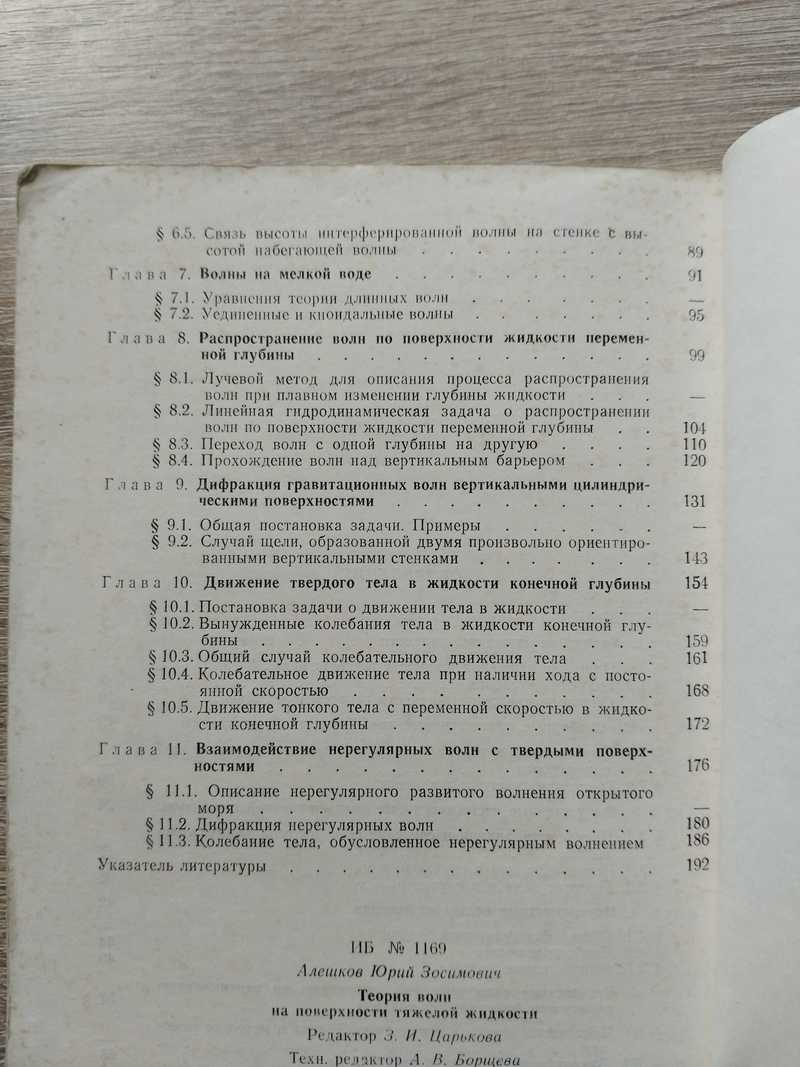 § 6.5. Связь высоты интерферированной волны на стенке с вы-
сотой набегающей волны . . . . . . . . . 89
Глава 7. Волны на мелкой воде . . . . . . . . . . . 91
§ 7.1. Уравнения теории длинных волн . . . . . . . —
§ 7.2. Уединенные и кноидальные волны . . . . . . . 95
Глава 8. Распространение волн по поверхности жидкости перемен-
ной глубины . . . . . . . . . . . . . 99
§ 8.1. Лучевой метод для описания процесса распространения
волн при плавном изменении глубины жидкости . . . —
§ 8.2. Линейная гидродинамическая задача о распространении
волн по поверхности жидкости переменной глубины . . 104
§ 8.3. Переход волн с одной глубины на другую . . . . 110
§ 8.4. Прохождение волн над вертикальным барьером . . . 120
Глава 9. Дифракция гравитационных волн вертикальными цилиндри-
ческими поверхностями . . . . . . . . . . 131
§ 9.1. Общая постановка задачи. Примеры . . . . . . —
§ 9.2. Случай щели, образованной двумя произвольно ориентиро-
ванными вертикальными стенками . . . . . . . 143
Глава 10. Движение твердого тела в жидкости конечной глубины 154
§ 10.1. Постановка задачи о движении тела в жидкости . . . —
§ 10.2. Вынужденные колебания тела в жидкости конечной глу-
бины . . . . . . . . . . . . . . . 159
§ 10.3. Общий случай колебательного движения тела . . . 161
§ 10.4. Колебательное движение тела при наличии хода с посто-
янной скоростью . . . . . . . . . . . . 168
§ 10.5. Движение тонкого тела с переменной скоростью в жидко-
сти конечной глубины . . . . . . . . . . 172
Глава 11. Взаимодействие нерегулярных волн с твердыми поверх-
ностями . . . . . . . . . . . . . . 176
§ 11.1. Описание нерегулярного развитого волнения открытого
моря . . . . . . . . . . . . . . . —
§ 11.2. Дифракция нерегулярных волн . . . . . . . . 180
§ 11.3. Колебание тела, обусловленное нерегулярным волнением 186
Указатель литературы . . . . . . . . . . . . . . 192
ИБ № 1169
Алешков Юрий Зосимович
Теория волн
на поверхности тяжелой жидкости
Редактор З. И. Царькова
Техн. редактор А. В. Борщева